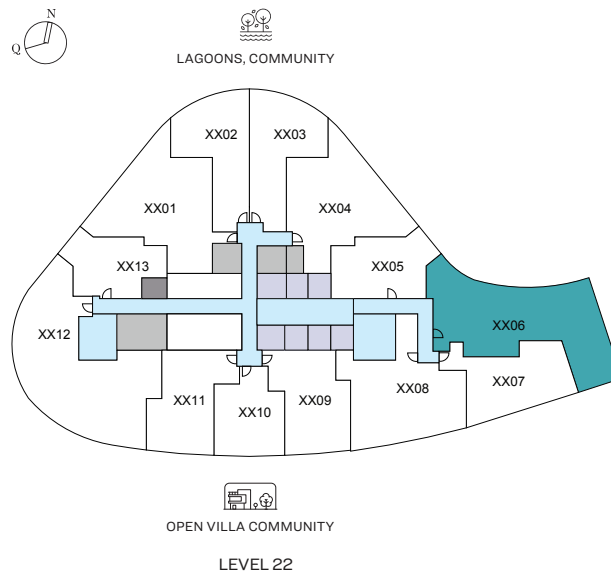 N
Q
LAGOONS, COMMUNITY
XX02
XX03
XX01
XX04
XX13
XX05
XX06
XX12
XX11
XX10
XX09
XX08
XX07
OPEN VILLA COMMUNITY
LEVEL 22